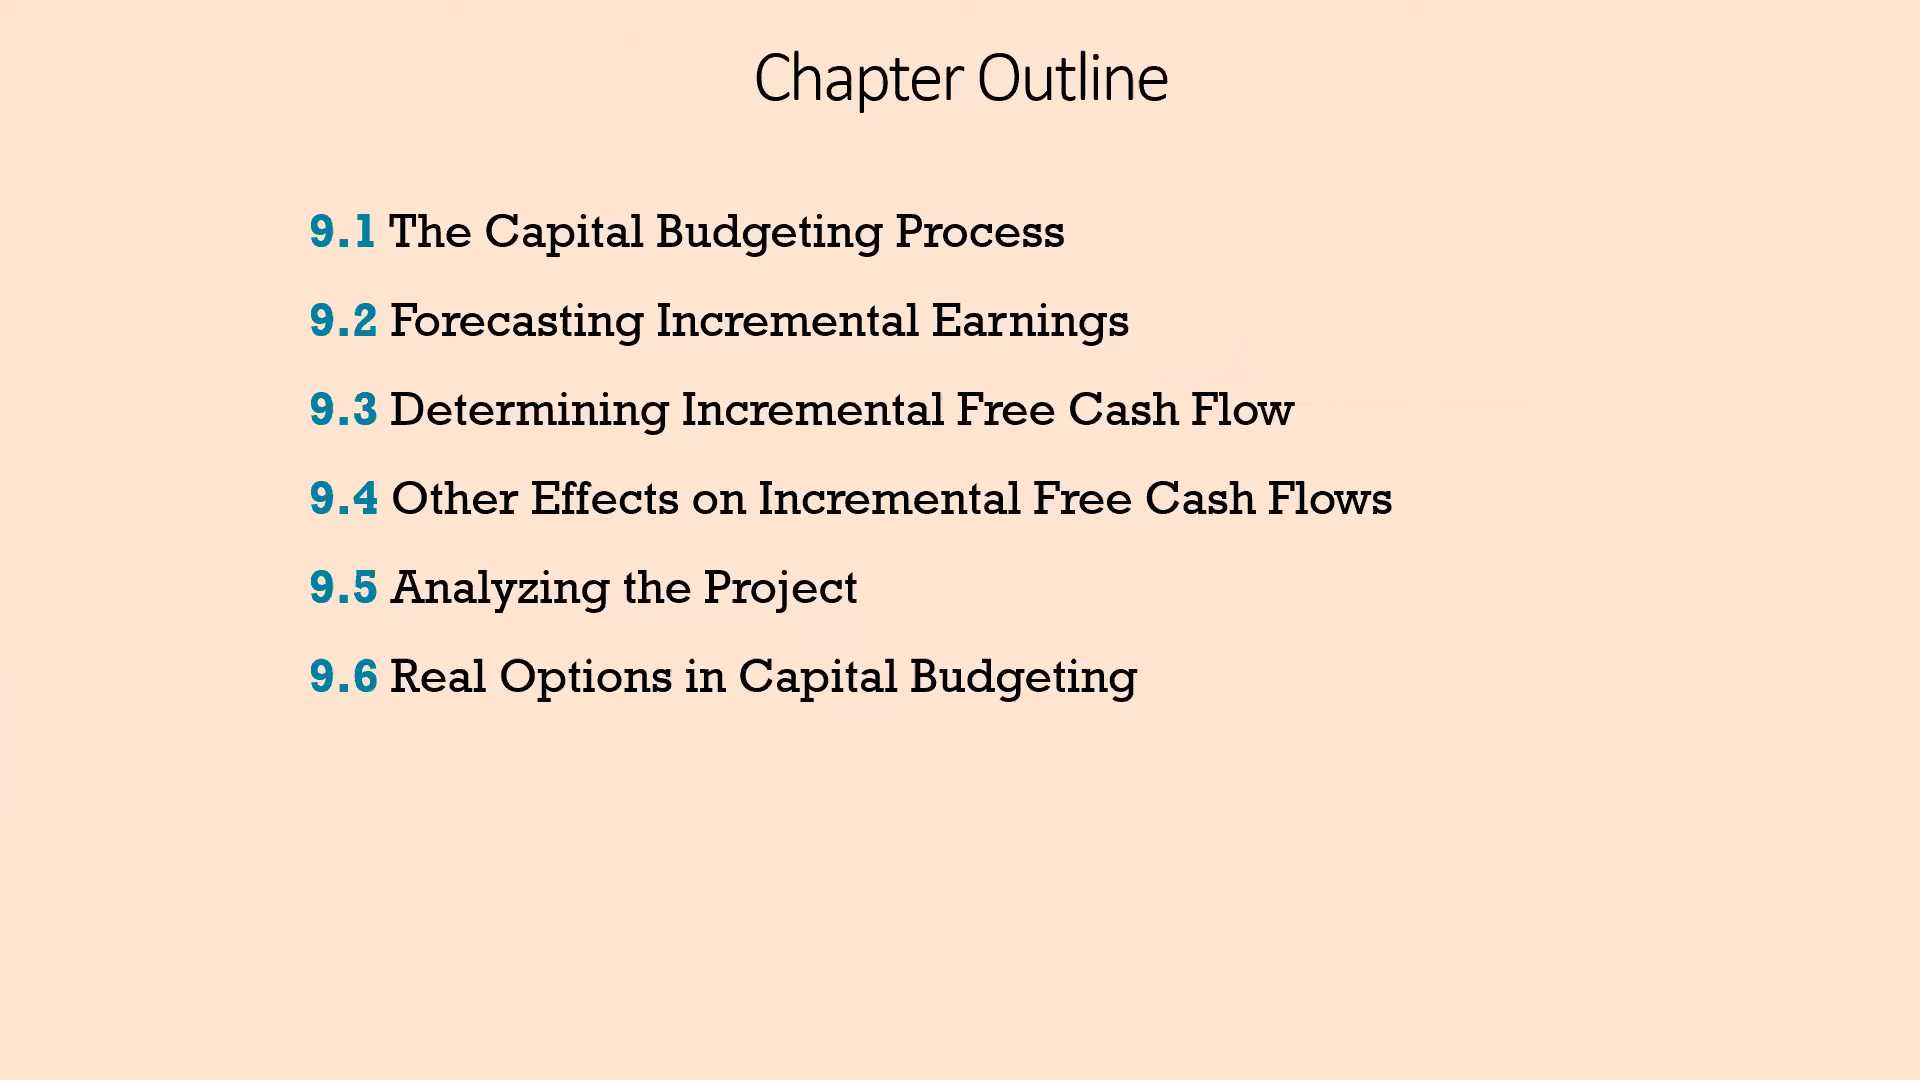 Chapter Outline
9.1 The Capital Budgeting Process
9.2 Forecasting Incremental Earnings
9.3 Determining Incremental Free Cash Flow
9.4 Other Effects on Incremental Free Cash Flows
9.5 Analyzing the Project
9.6 Real Options in Capital Budgeting